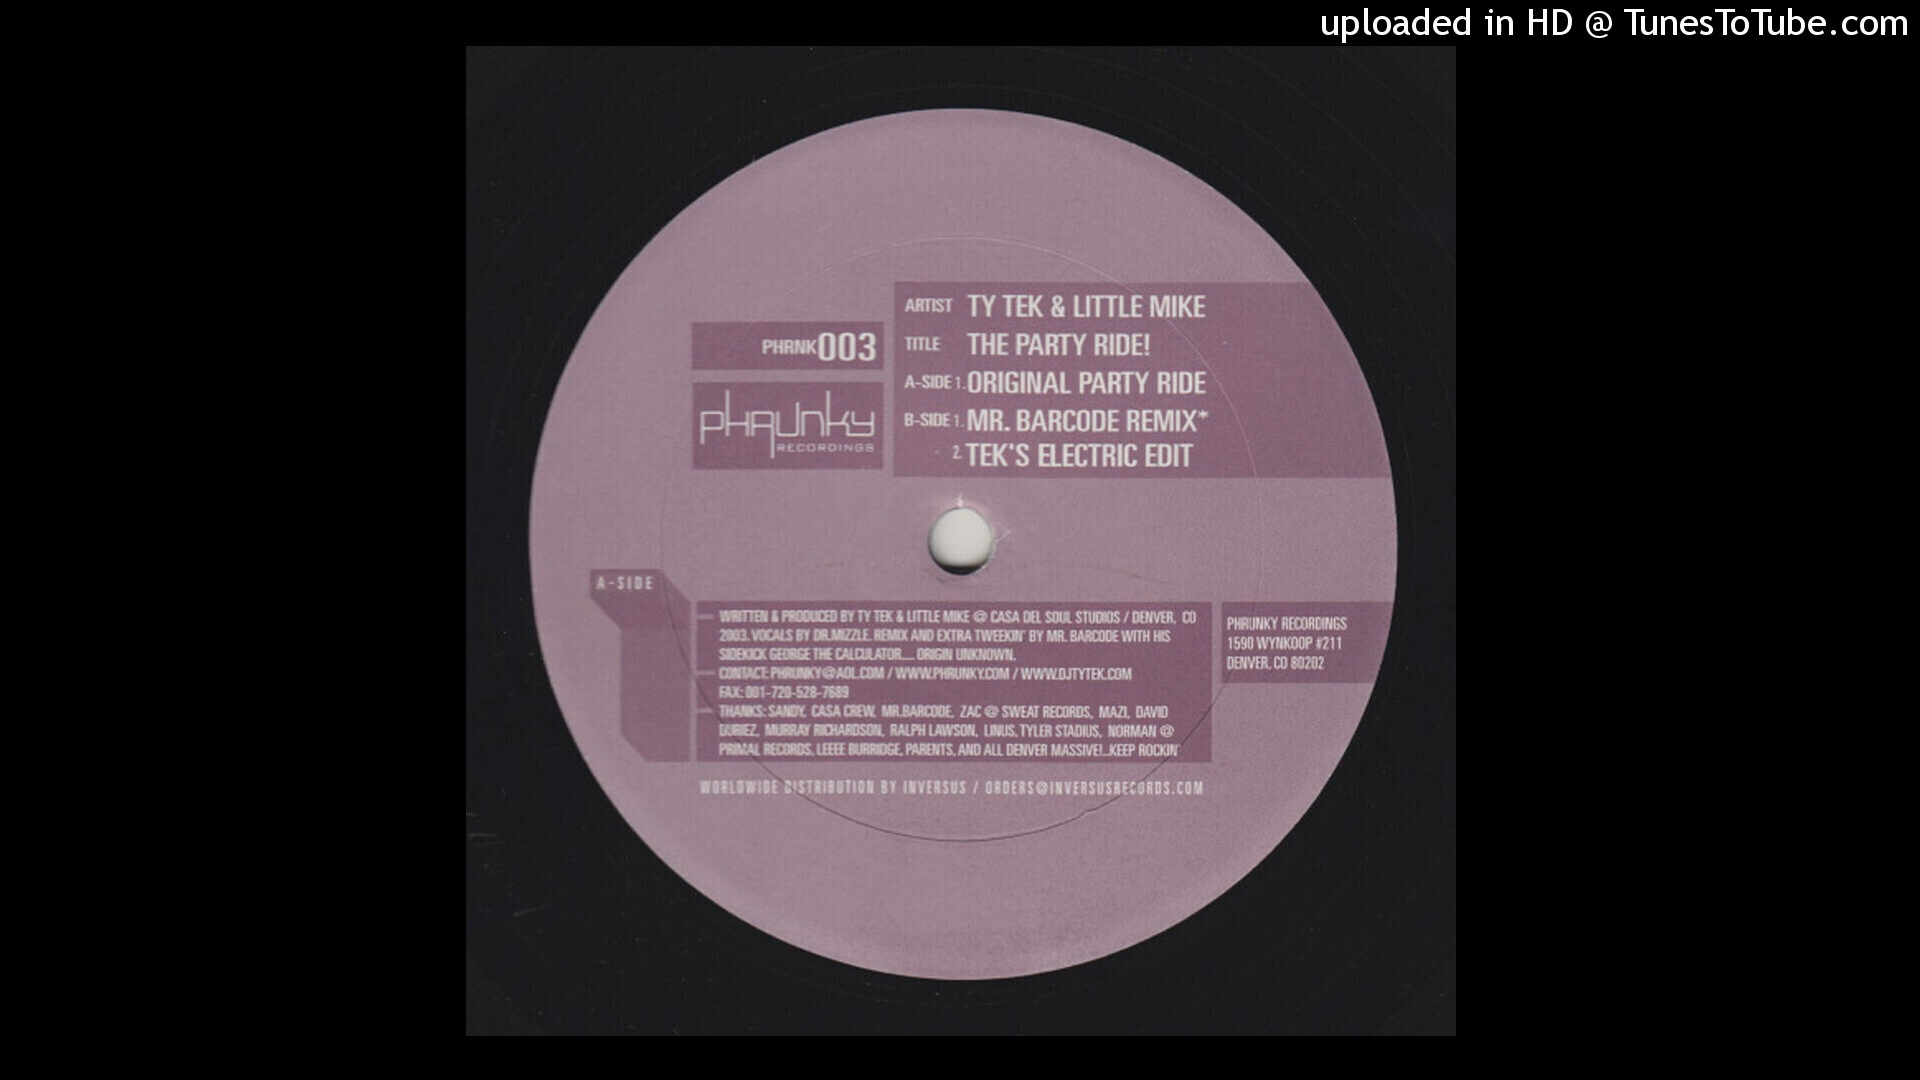 uploaded in HD @ TunesToTube.com
ARTIST TY TEK & LITTLE MIKE
TITLE THE PARTY RIDE!
A-SIDE 1. ORIGINAL PARTY RIDE
B-SIDE 1. MR. BARCODE REMIX*
2. TEK'S ELECTRIC EDIT
PHRNK003
PHRUNKY
RECORDINGS
A-SIDE
WRITTEN & PRODUCED BY TY TEK & LITTLE MIKE @ CASA DEL SOUL STUDIOS / DENVER, CO
2003. VOCALS BY DR.MIZZLE. REMIX AND EXTRA TWEEKIN' BY MR. BARCODE WITH HIS
SIDEKICK GEORGE THE CALCULATOR.... ORIGIN UNKNOWN.
CONTACT: PHRUNKY@AOL.COM / WWW.PHRUNKY.COM / WWW.DJTYTEK.COM
FAX: 001-720-528-7689
THANKS: SANDY, CASA CREW, MR.BARCODE, ZAC @ SWEAT RECORDS, MAZI, DAVID
DURIEZ, MURRAY RICHARDSON, RALPH LAWSON, LINUS, TYLER STADIUS, NORMAN @
PRIMAL RECORDS, LEEEE BURRIDGE, PARENTS, AND ALL DENVER MASSIVE!...KEEP ROCKIN'
PHRUNKY RECORDINGS
1590 WYNKOOP #211
DENVER, CO 80202
WORLDWIDE DISTRIBUTION BY INVERSUS / ORDERS@INVERSUSRECORDS.COM